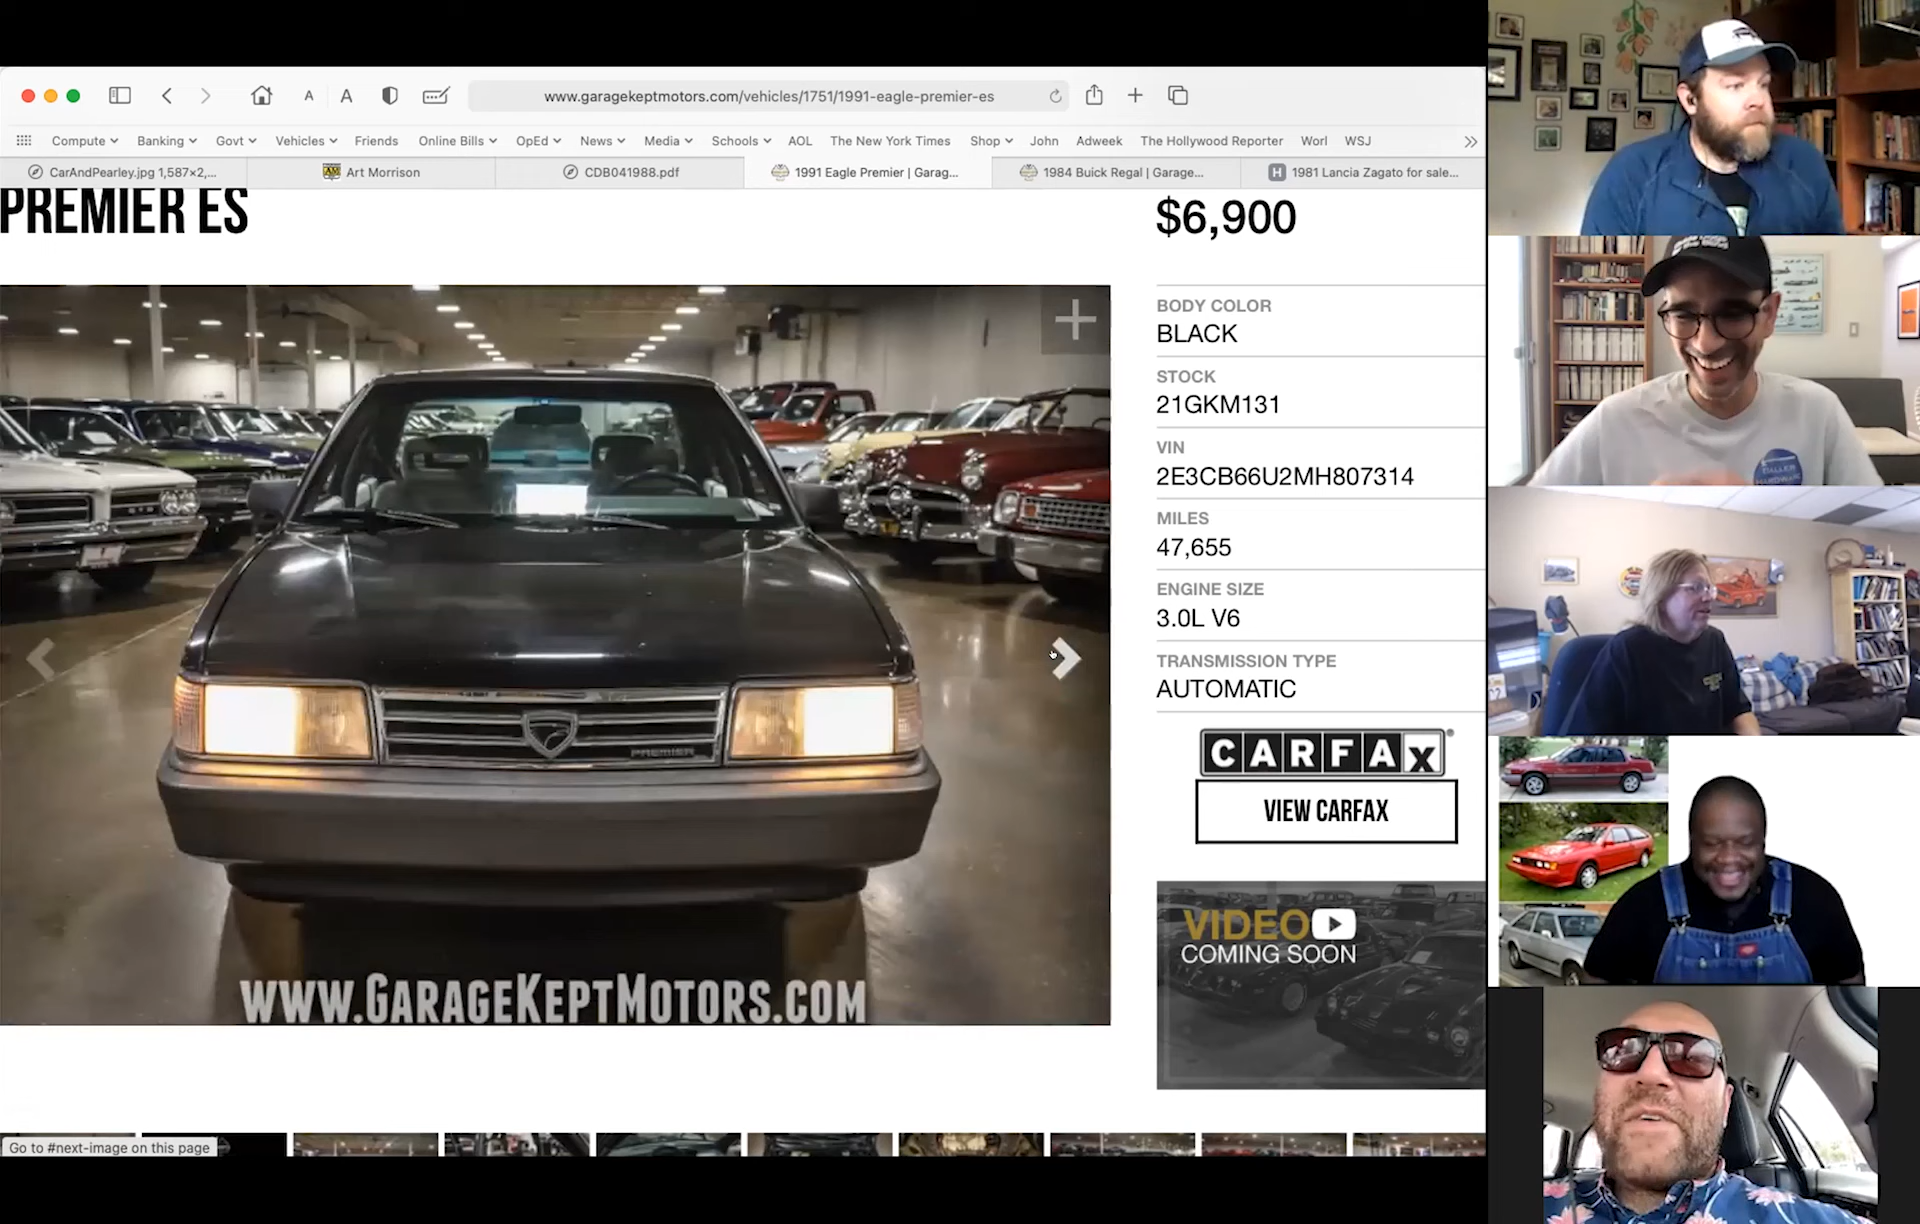 www.garagekeptmotors.com/vehicles/1751/1991-eagle-premier-es
Compute Banking Govt Vehicles Friends Online Bills OpEd News Media Schools AOL The New York Times Shop John Adweek The Hollywood Reporter Worl WSJ
CarAndPearley.jpg 1,587×2,... Art Morrison CDB041988.pdf 1991 Eagle Premier | Garag... 1984 Buick Regal | Garage... H 1981 Lancia Zagato for sale...
PREMIER ES
$6,900
BODY COLOR
BLACK
STOCK
21GKM131
VIN
2E3CB66U2MH807314
MILES
47,655
ENGINE SIZE
3.0L V6
TRANSMISSION TYPE
AUTOMATIC
PREMIER
CARFAX
VIEW CARFAX
VIDEO
COMING SOON
www.GarageKeptMotors.com
Go to #next-image on this page